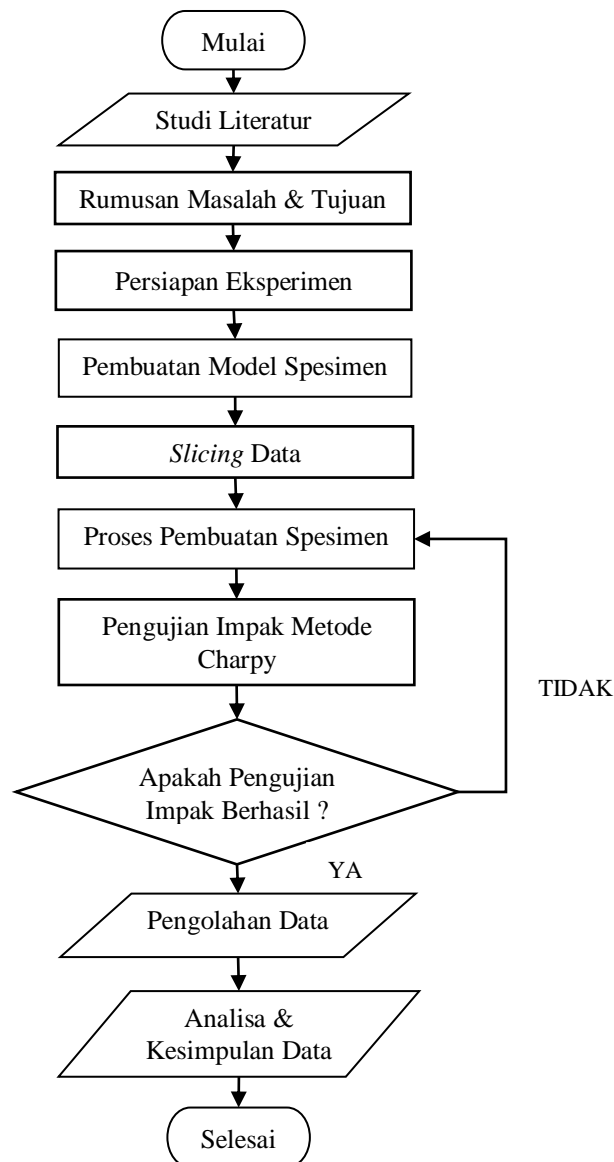 Mulai
Studi Literatur
Rumusan Masalah & Tujuan
Persiapan Eksperimen
Pembuatan Model Spesimen
Slicing Data
Proses Pembuatan Spesimen
Pengujian Impak Metode
Charpy
TIDAK
Apakah Pengujian
Impak Berhasil ?
YA
Pengolahan Data
Analisa &
Kesimpulan Data
Selesai